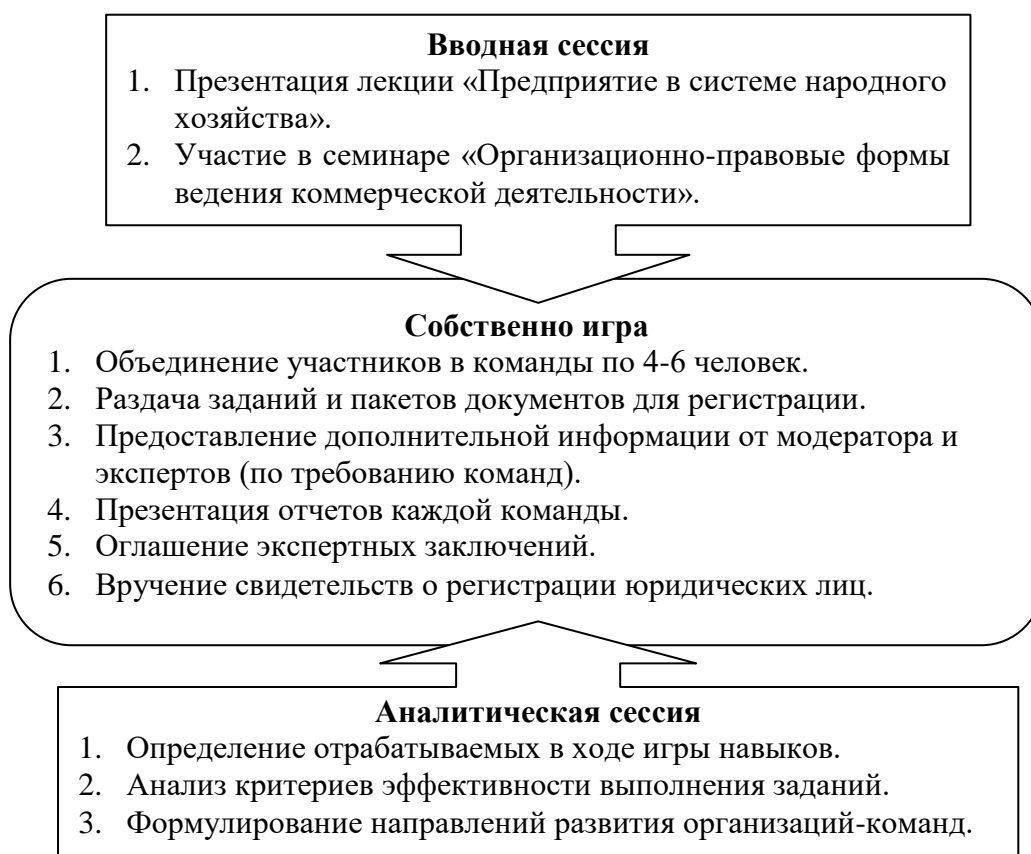 Вводная сессия
1. Презентация лекции «Предприятие в системе народного
хозяйства».
2. Участие в семинаре «Организационно-правовые формы
ведения коммерческой деятельности».
Собственно игра
1. Объединение участников в команды по 4-6 человек.
2. Раздача заданий и пакетов документов для регистрации.
3. Предоставление дополнительной информации от модератора и
экспертов (по требованию команд).
4. Презентация отчетов каждой команды.
5. Оглашение экспертных заключений.
6. Вручение свидетельств о регистрации юридических лиц.
Аналитическая сессия
1. Определение отрабатываемых в ходе игры навыков.
2. Анализ критериев эффективности выполнения заданий.
3. Формулирование направлений развития организаций-команд.